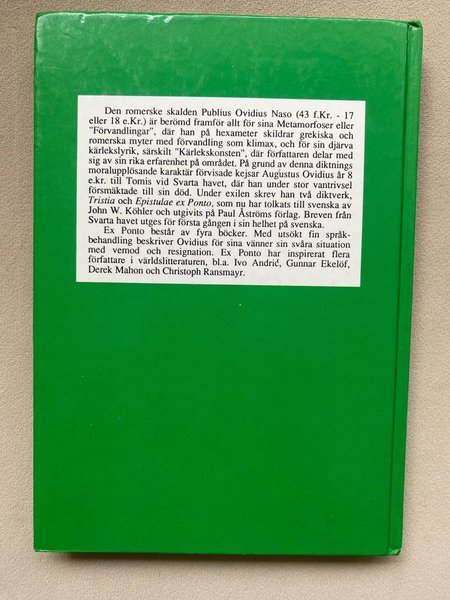 Den romerske skalden Publius Ovidius Naso (43 f.Kr. - 17
eller 18 e.Kr.) är berömd framför allt för sina Metamorfoser eller
"Förvandlingar", där han på hexameter skildrar grekiska och
romerska myter med förvandling som klimax, och för sin djärva
kärlekslyrik, särskilt "Kärlekskonsten", där författaren delar med
sig av sin rika erfarenhet på området. På grund av denna diktnings
moralupplösande karaktär förvisade kejsar Augustus Ovidius år 8
e.kr. till Tomis vid Svarta havet, där han under stor vantrivsel
försmäktade till sin död. Under exilen skrev han två diktverk,
Tristia och Epistulae ex Ponto, som nu har tolkats till svenska av
John W. Köhler och utgivits på Paul Åströms förlag. Breven från
Svarta havet utges för första gången i sin helhet på svenska.
Ex Ponto består av fyra böcker. Med utsökt fin språk-
behandling beskriver Ovidius för sina vänner sin svåra situation
med vemod och resignation. Ex Ponto har inspirerat flera
författare i världslitteraturen, bl.a. Ivo Andrić, Gunnar Ekelöf,
Derek Mahon och Christoph Ransmayr.